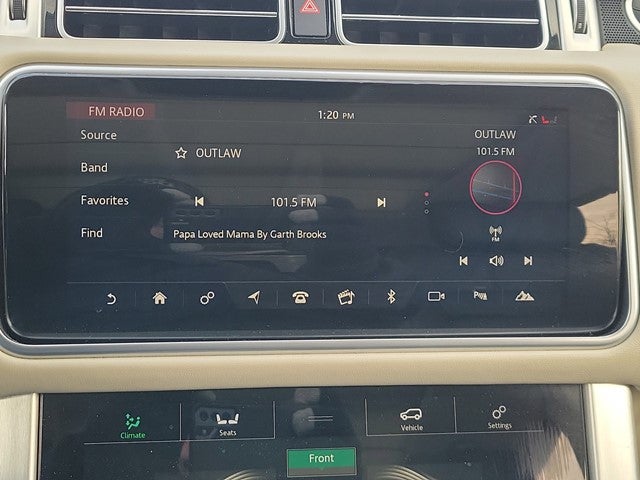 FM RADIO
1:20 PM
Source
OUTLAW
101.5 FM
OUTLAW
Band
Favorites
101.5 FM
Find
Papa Loved Mama By Garth Brooks
FM
Climate
Seats
Vehicle
Settings
Front